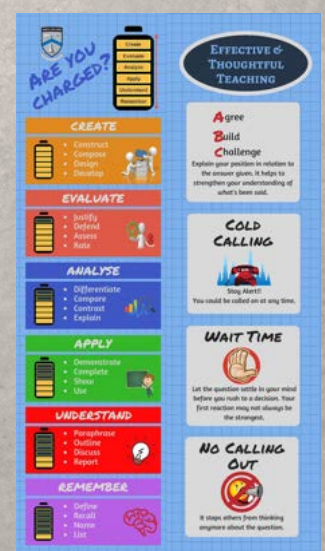 ARE YOU
CHARGED?
Create
Evaluate
Analyse
Apply
Understand
Remember
CREATE
• Construct
• Compose
• Design
• Develop
EVALUATE
• Justify
• Defend
• Assess
• Rate
ANALYSE
• Differentiate
• Compare
• Contrast
• Explain
APPLY
• Demonstrate
• Complete
• Show
• Use
UNDERSTAND
• Paraphrase
• Outline
• Discuss
• Report
REMEMBER
• Define
• Recall
• Name
• List
EFFECTIVE &
THOUGHTFUL
TEACHING
Agree
Build
Challenge
Explain your position in relation to
the answer given. It helps to
strengthen your understanding of
what's been said.
COLD
CALLING
Stay Alert!!
You could be called on at any time.
WAIT TIME
Let the question settle in your mind
before you rush to a decision. Your
first reaction may not always be
the strongest.
NO CALLING
OUT
It stops others from thinking
anymore about the question.